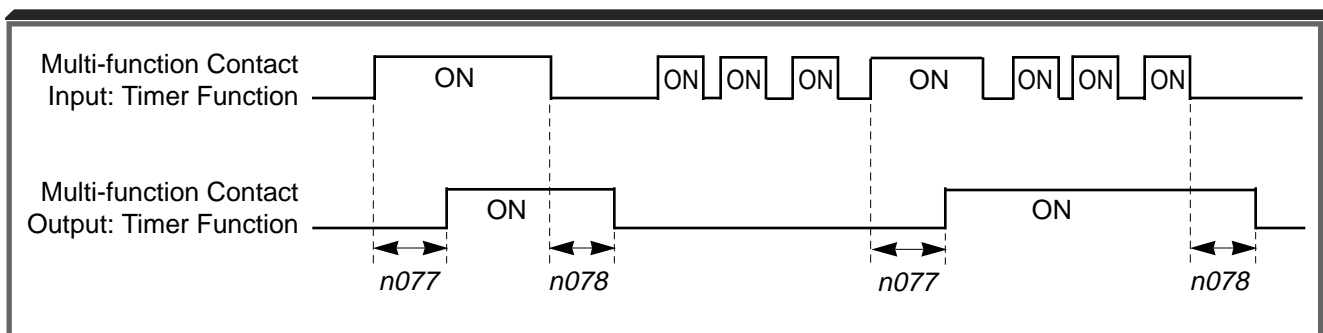 Multi-function Contact
Input: Timer Function
ON
ON
ON
ON
ON
ON
ON
ON
Multi-function Contact
Output: Timer Function
ON
ON
n077
n078
n077
n078